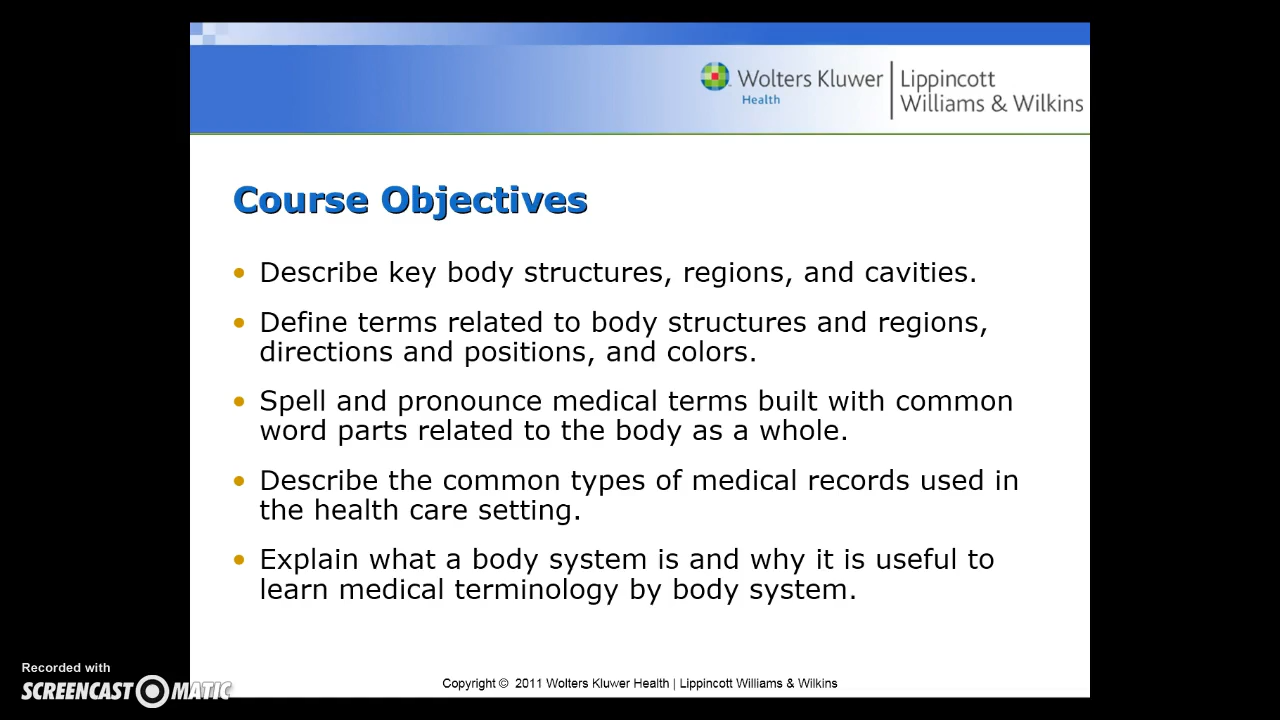 Wolters Kluwer
Health
Lippincott
Williams & Wilkins
Course Objectives
• Describe key body structures, regions, and cavities.
• Define terms related to body structures and regions,
directions and positions, and colors.
• Spell and pronounce medical terms built with common
word parts related to the body as a whole.
• Describe the common types of medical records used in
the health care setting.
• Explain what a body system is and why it is useful to
learn medical terminology by body system.
Recorded with
SCREENCAST-O-MATIC
Copyright © 2011 Wolters Kluwer Health | Lippincott Williams & Wilkins